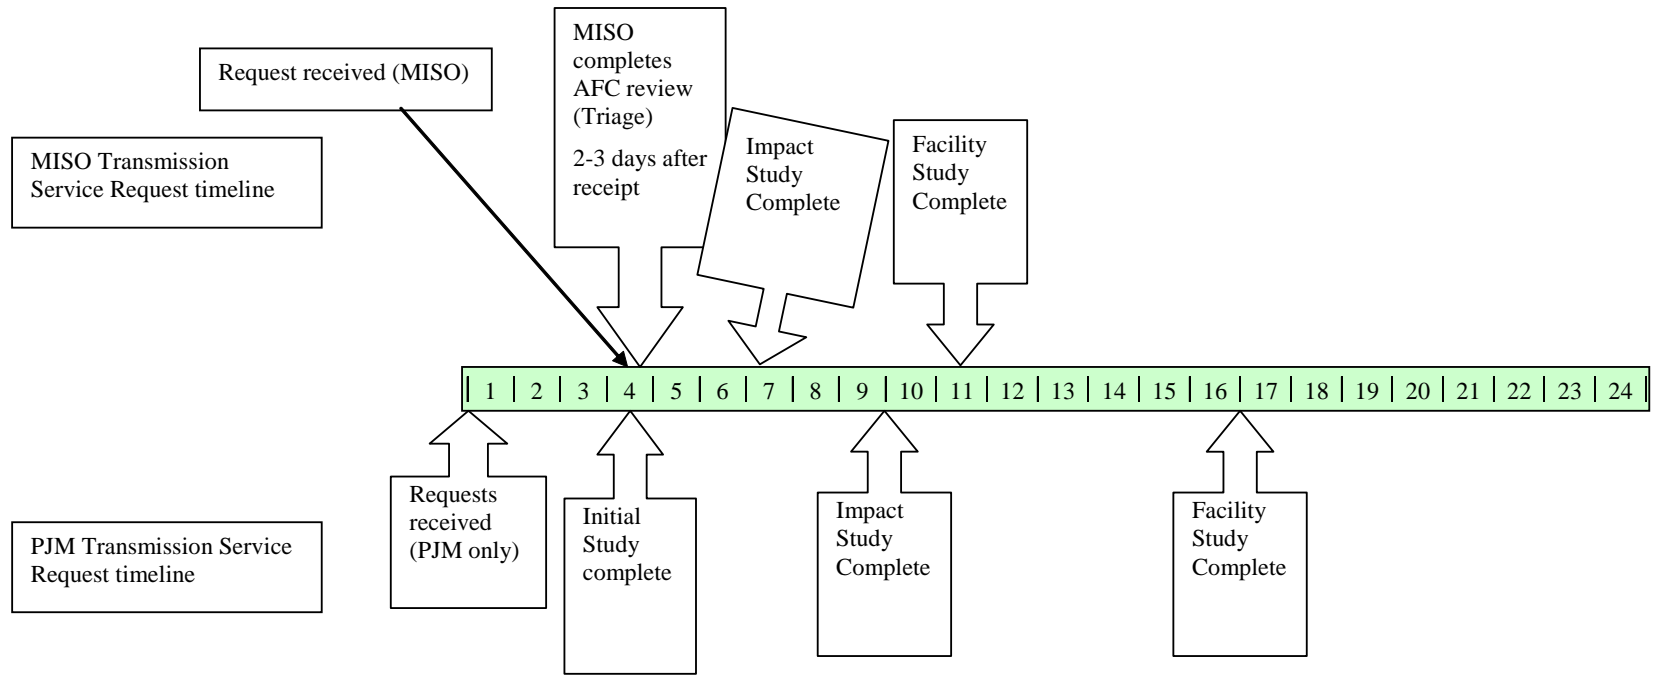 Request received (MISO)
MISO
completes
AFC review
(Triage)
2-3 days after
receipt
Impact
Study
Complete
Facility
Study
Complete
MISO Transmission
Service Request timeline
1 2 3 4 5 6 7 8 9 10 11 12 13 14 15 16 17 18 19 20 21 22 23 24
Requests
received
(PJM only)
Initial
Study
complete
Impact
Study
Complete
Facility
Study
Complete
PJM Transmission Service
Request timeline